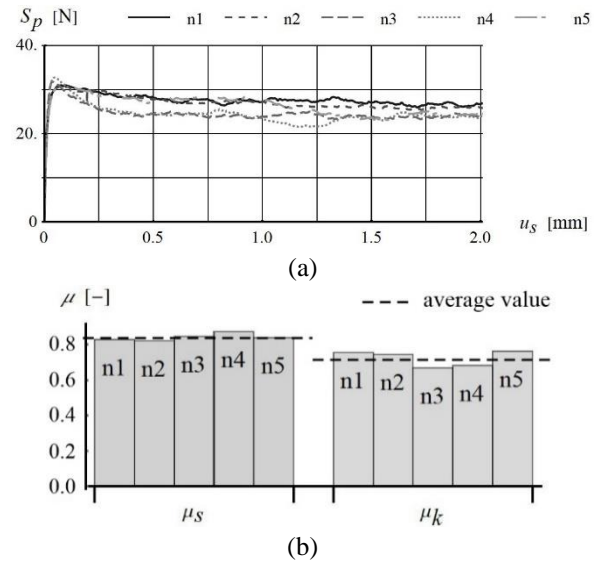 S_p [N] n1 n2 n3 n4 n5
40.
20.
0
0 0.5 1.0 1.5 2.0
u_s [mm]
(a)
μ [−] average value
0.8
0.6
0.4
0.2
0.0
n1 n2 n3 n4 n5 n1 n2 n3 n4 n5
μ_s μ_k
(b)